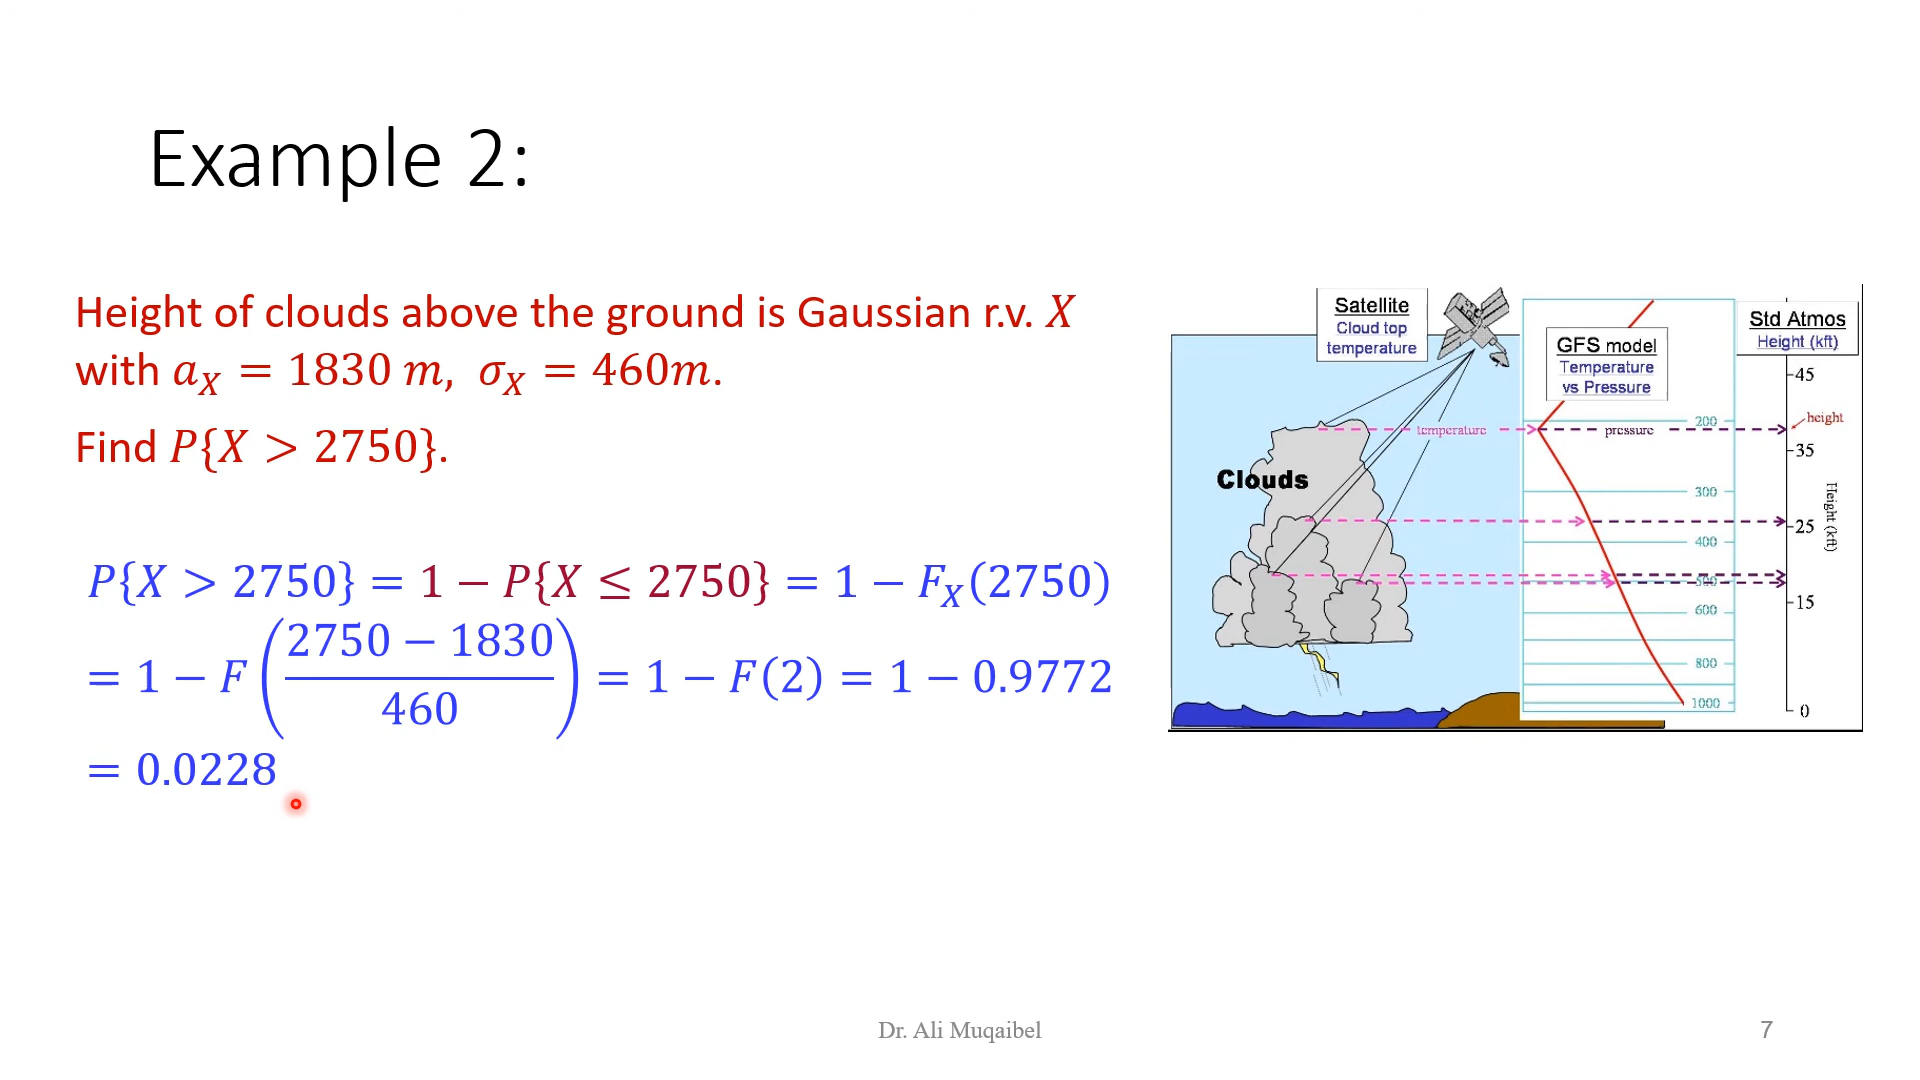 Example 2:
Height of clouds above the ground is Gaussian r.v. X
with a_X = 1830 m, σ_X = 460m.
Find P{X > 2750}.
P{X > 2750} = 1 − P{X ≤ 2750} = 1 − F_X(2750)
= 1 − F((2750 − 1830)/460) = 1 − F(2) = 1 − 0.9772
= 0.0228
Satellite
Cloud top
temperature
GFS model
Temperature
vs Pressure
Std Atmos
Height (kft)
Clouds
temperature
pressure
height
200
300
400
500
600
800
1000
45
35
25
15
0
Height (kft)
Dr. Ali Muqaibel
7